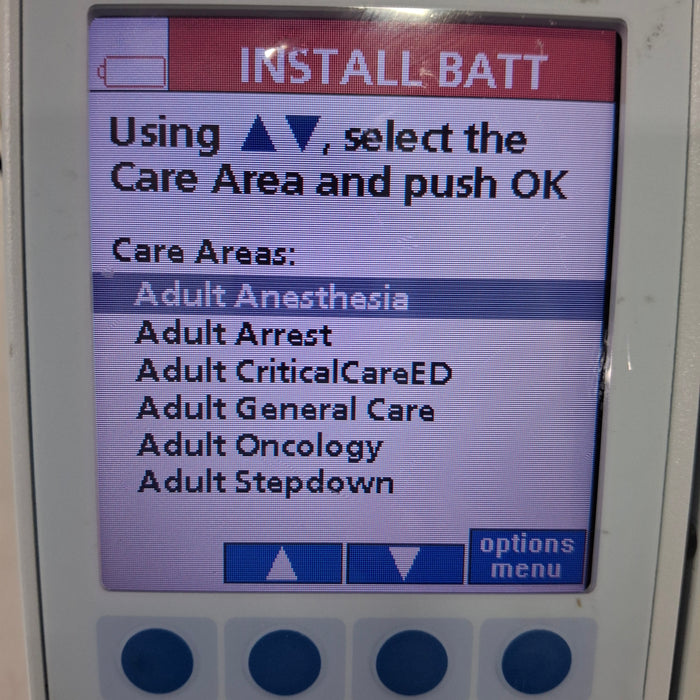 INSTALL BATT
Using ▲▼, select the
Care Area and push OK
Care Areas:
Adult Anesthesia
Adult Arrest
Adult CriticalCareED
Adult General Care
Adult Oncology
Adult Stepdown
options
menu